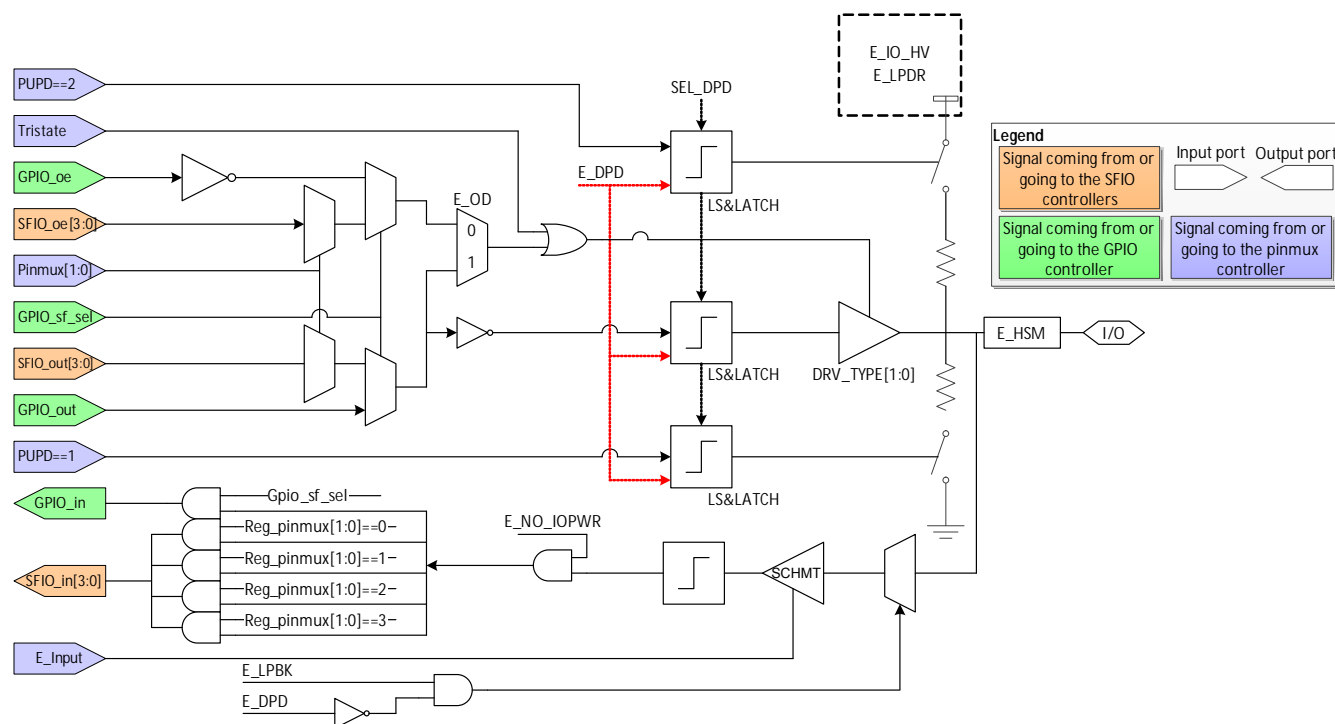 E_IO_HV
E_LPDR
PUPD==2
SEL_DPD
Tristate
Legend
Signal coming from or
going to the SFIO
controllers
Input port
Output port
GPIO_oe
E_DPD
E_OD
LS&LATCH
SFIO_oe[3:0]
0
Signal coming from or
going to the GPIO
controller
Signal coming from or
going to the pinmux
controller
Pinmux[1:0]
1
GPIO_sf_sel
E_HSM
I/O
SFIO_out[3:0]
LS&LATCH
DRV_TYPE[1:0]
GPIO_out
PUPD==1
LS&LATCH
GPIO_in
Gpio_sf_sel
Reg_pinmux[1:0]==0
E_NO_IOPWR
Reg_pinmux[1:0]==1
SFIO_in[3:0]
SCHMT
Reg_pinmux[1:0]==2
Reg_pinmux[1:0]==3
E_Input
E_LPBK
E_DPD